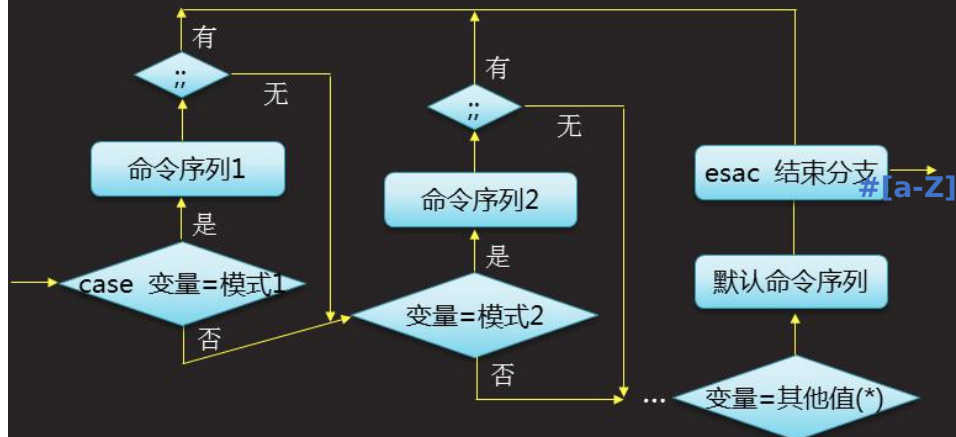 有
;;
无
命令序列1
是
case 变量=模式1
否
有
;;
无
命令序列2
是
变量=模式2
否
...
esac 结束分支
#[a-Z]
默认命令序列
变量=其他值(*)